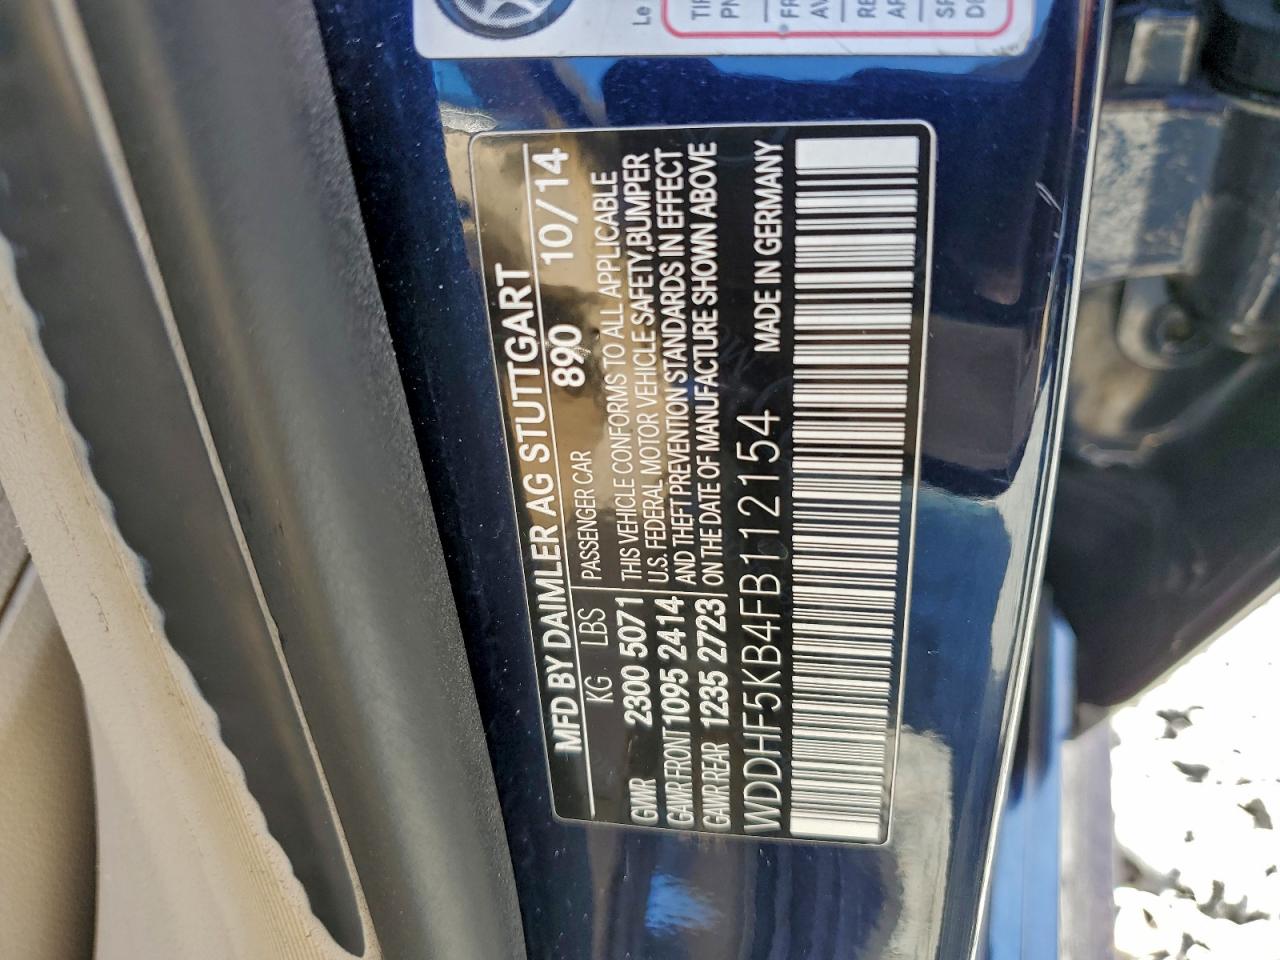 MFD BY DAIMLER AG STUTTGART
KG LBS PASSENGER CAR 890 10/14
GVWR 2300 5071 THIS VEHICLE CONFORMS TO ALL APPLICABLE
U.S. FEDERAL MOTOR VEHICLE SAFETY, BUMPER
GAWR FRONT 1095 2414 AND THEFT PREVENTION STANDARDS IN EFFECT
GAWR REAR 1235 2723 ON THE DATE OF MANUFACTURE SHOWN ABOVE
WDDHF5KB4FB112154 MADE IN GERMANY
Le